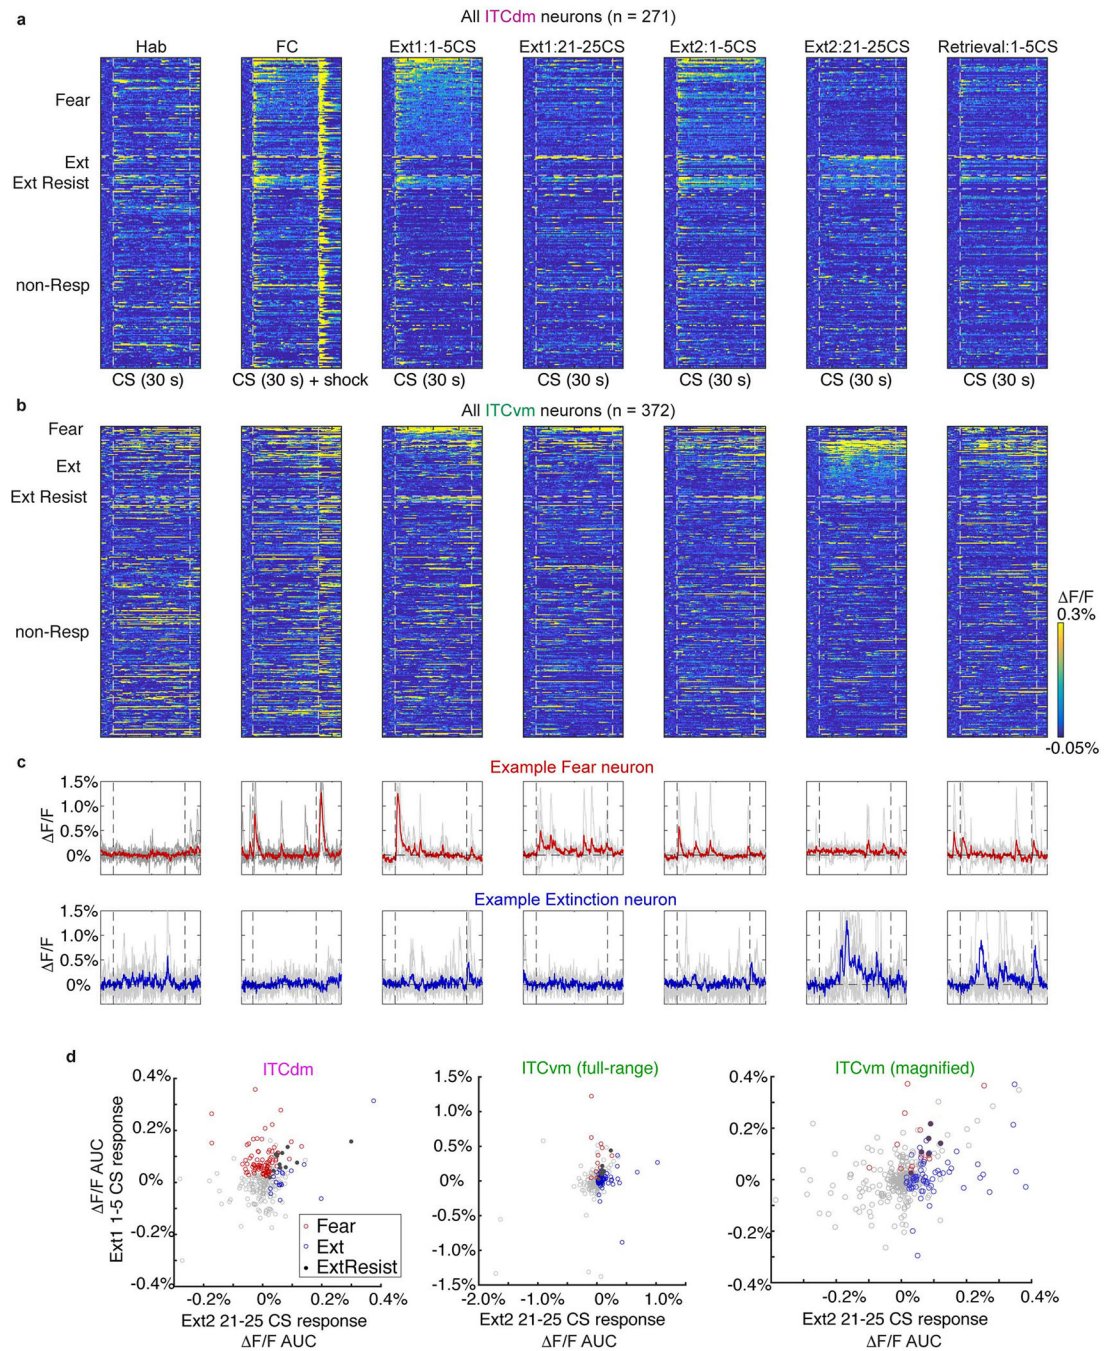 a
All ITCdm neurons (n = 271)
Hab FC Ext1:1-5CS Ext1:21-25CS Ext2:1-5CS Ext2:21-25CS Retrieval:1-5CS
Fear
Ext
Ext Resist
non-Resp
CS (30 s) CS (30 s) + shock CS (30 s) CS (30 s) CS (30 s) CS (30 s) CS (30 s)
b
All ITCvm neurons (n = 372)
Fear
Ext
Ext Resist
non-Resp
ΔF/F
0.3%
-0.05%
c
Example Fear neuron
1.5%
1.0%
0.5%
0%
ΔF/F
Example Extinction neuron
1.5%
1.0%
0.5%
0%
ΔF/F
d
ITCdm
0.4%
0.2%
0%
-0.2%
-0.4%
ΔF/F AUC
Ext1 1-5 CS response
Fear
Ext
ExtResist
-0.2% 0% 0.2% 0.4%
Ext2 21-25 CS response
ΔF/F AUC
ITCvm (full-range)
1.5%
1.0%
0.5%
0%
-0.5%
-1.0%
-1.5%
-2.0% -1.0% 0% 1.0%
Ext2 21-25 CS response
ΔF/F AUC
ITCvm (magnified)
0.4%
0.2%
0%
-0.2%
-0.4%
-0.2% 0% 0.2% 0.4%
Ext2 21-25 CS response
ΔF/F AUC